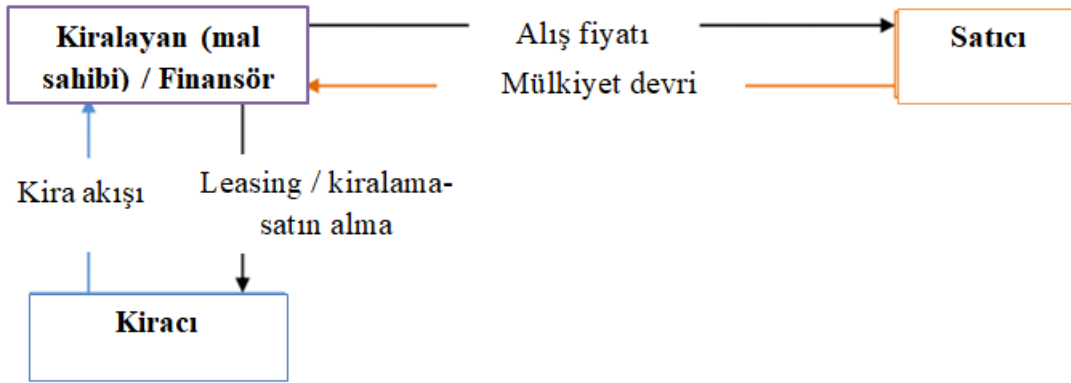 Kiralayan (mal
sahibi) / Finansör
Alış fiyatı
Satıcı
Mülkiyet devri
Kira akışı
Leasing / kiralama-
satın alma
Kiracı